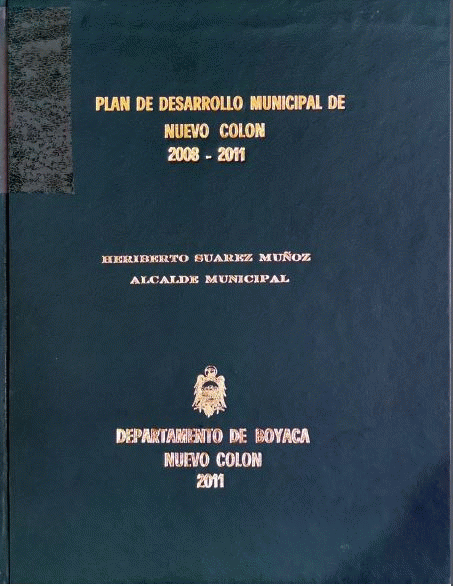 PLAN DE DESARROLLO MUNICIPAL DE
NUEVO COLON
2008 - 2011
HERIBERTO SUAREZ MUÑOZ
ALCALDE MUNICIPAL
DEPARTAMENTO DE BOYACA
NUEVO COLON
2011